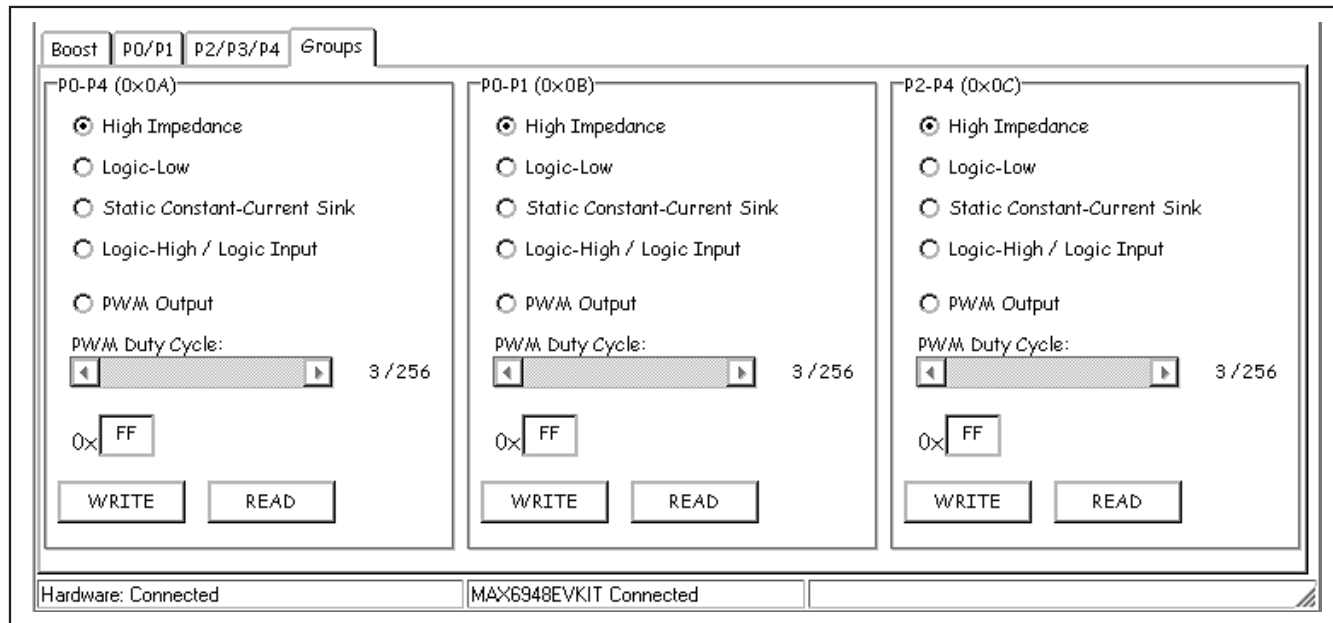 Boost P0/P1 P2/P3/P4 Groups
P0-P4 (0x0A)
High Impedance
Logic-Low
Static Constant-Current Sink
Logic-High / Logic Input
PWM Output
PWM Duty Cycle:
3/256
0x FF
WRITE READ
P0-P1 (0x0B)
High Impedance
Logic-Low
Static Constant-Current Sink
Logic-High / Logic Input
PWM Output
PWM Duty Cycle:
3/256
0x FF
WRITE READ
P2-P4 (0x0C)
High Impedance
Logic-Low
Static Constant-Current Sink
Logic-High / Logic Input
PWM Output
PWM Duty Cycle:
3/256
0x FF
WRITE READ
Hardware: Connected MAX6948EVKIT Connected